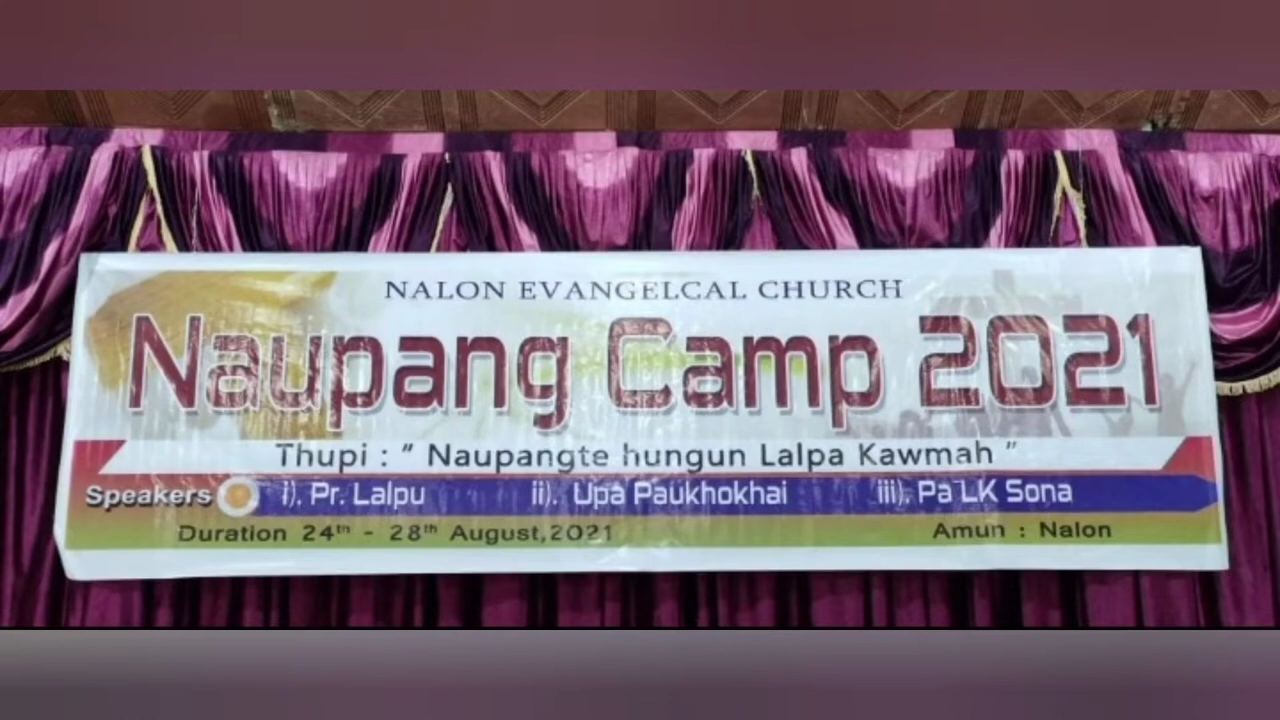 NALON EVANGELCAL CHURCH
Naupang Camp 2021
Thupi : " Naupangte hungun Lalpa Kawmah "
Speakers i). Pr. Lalpu ii). Upa Paukhokhai iii). Pa LK Sona
Duration 24th - 28th August,2021 Amun : Nalon